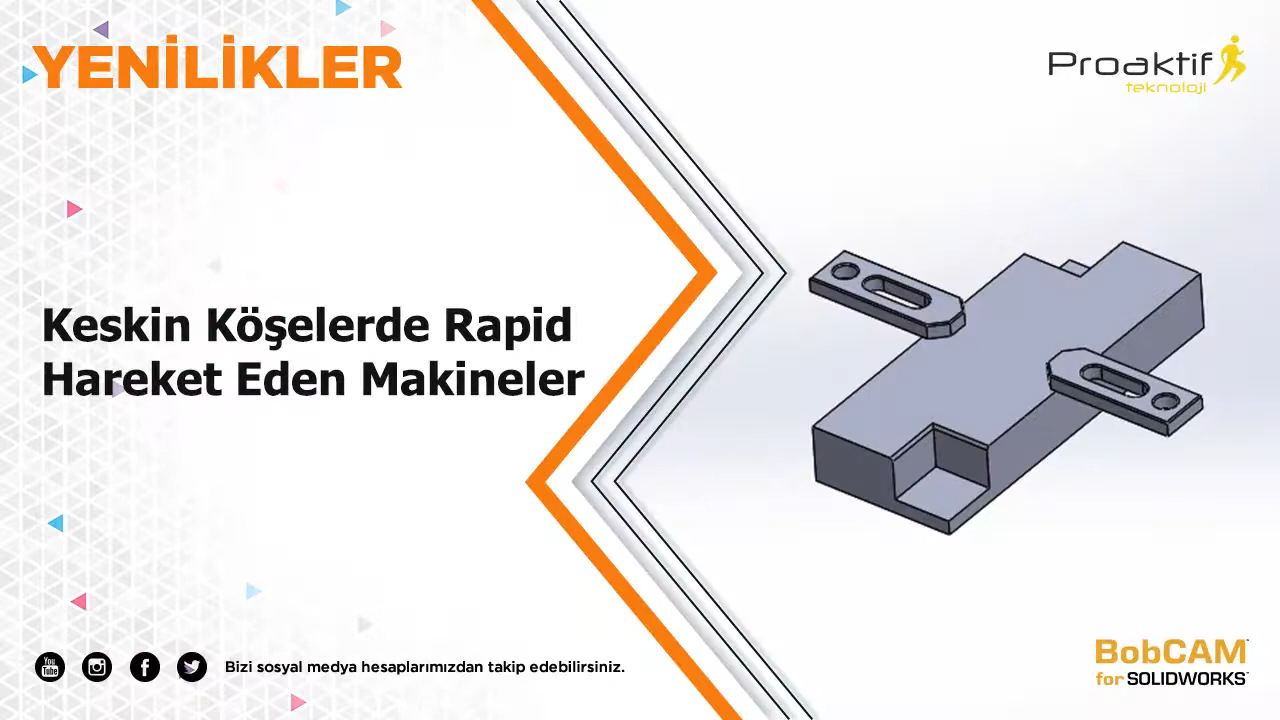 YENİLİKLER
Proaktif
teknoloji
Keskin Köşelerde Rapid
Hareket Eden Makineler
You
Tube
Bizi sosyal medya hesaplarımızdan takip edebilirsiniz.
BobCAM
for SOLIDWORKS